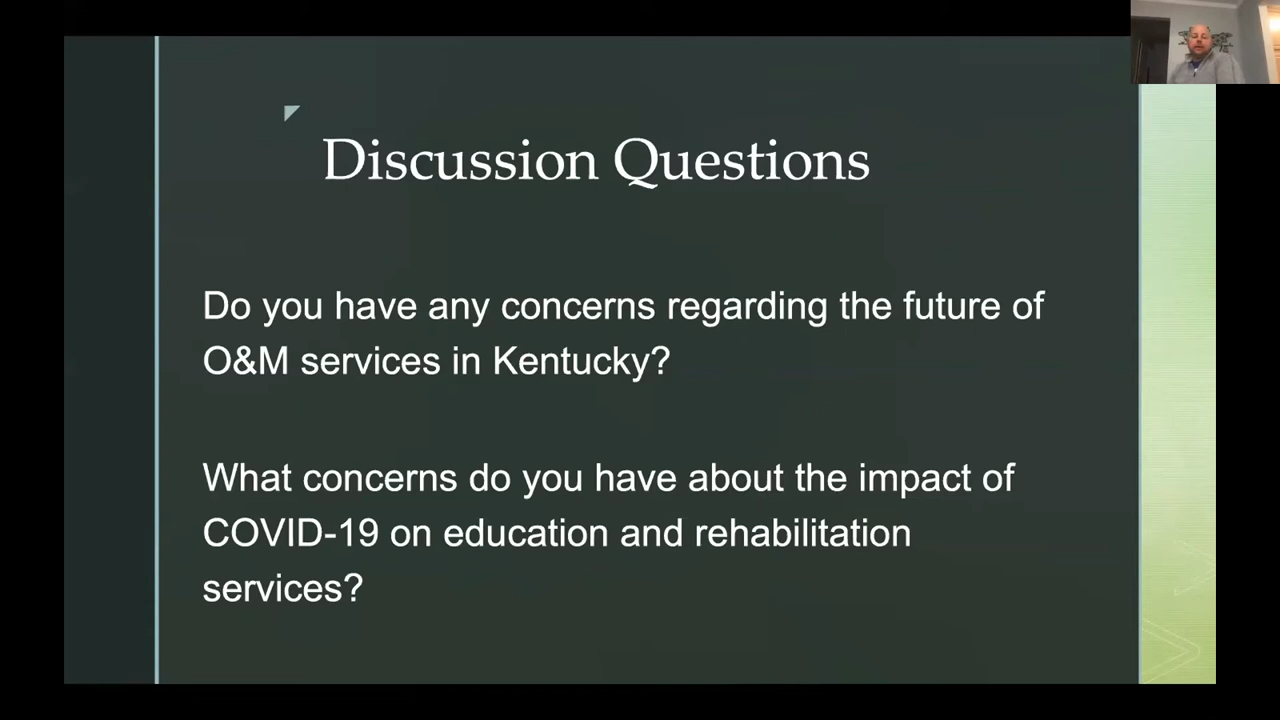 Discussion Questions
Do you have any concerns regarding the future of
O&M services in Kentucky?
What concerns do you have about the impact of
COVID-19 on education and rehabilitation
services?